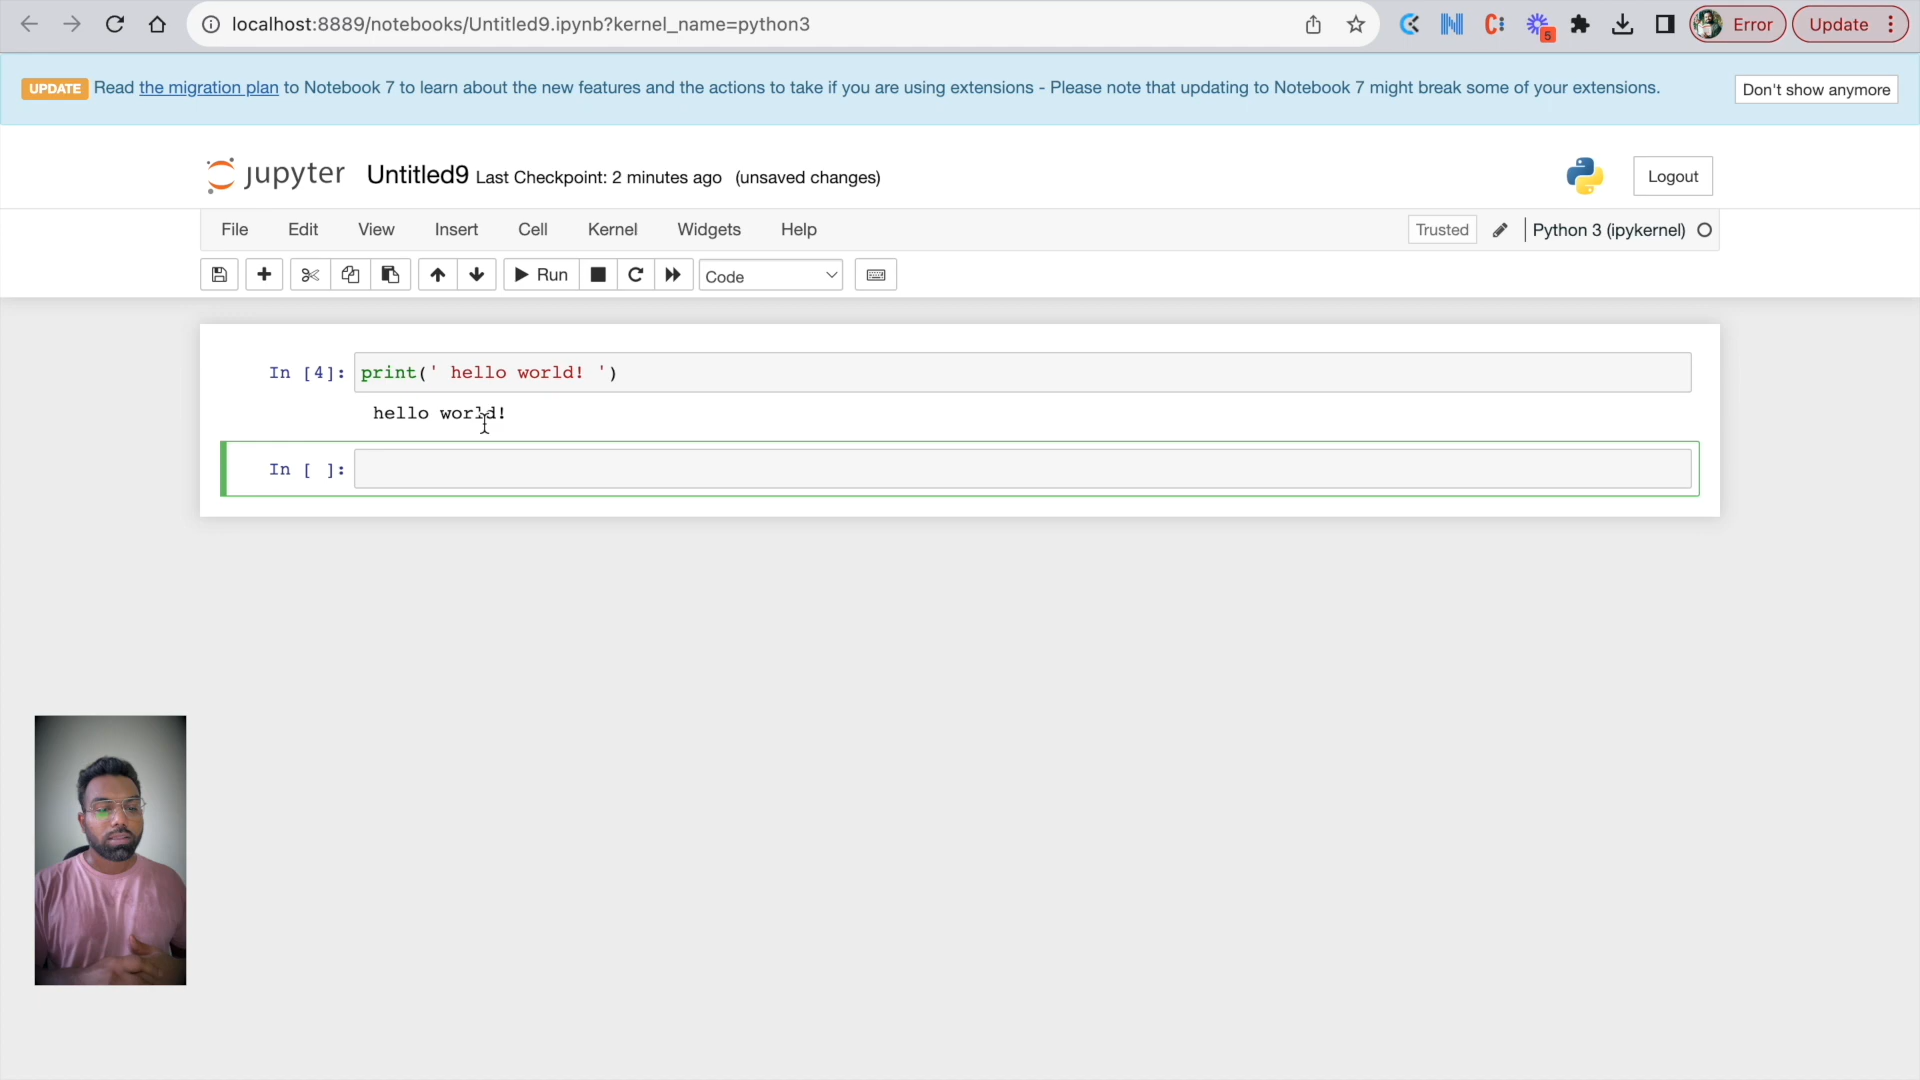 localhost:8889/notebooks/Untitled9.ipynb?kernel_name=python3
5
Error
Update
UPDATE Read the migration plan to Notebook 7 to learn about the new features and the actions to take if you are using extensions - Please note that updating to Notebook 7 might break some of your extensions.
Don't show anymore
jupyter Untitled9 Last Checkpoint: 2 minutes ago (unsaved changes)
Logout
File Edit View Insert Cell Kernel Widgets Help
Trusted
Python 3 (ipykernel)
Run
Code
In [4]: print(' hello world! ')
hello world!
In [ ]: